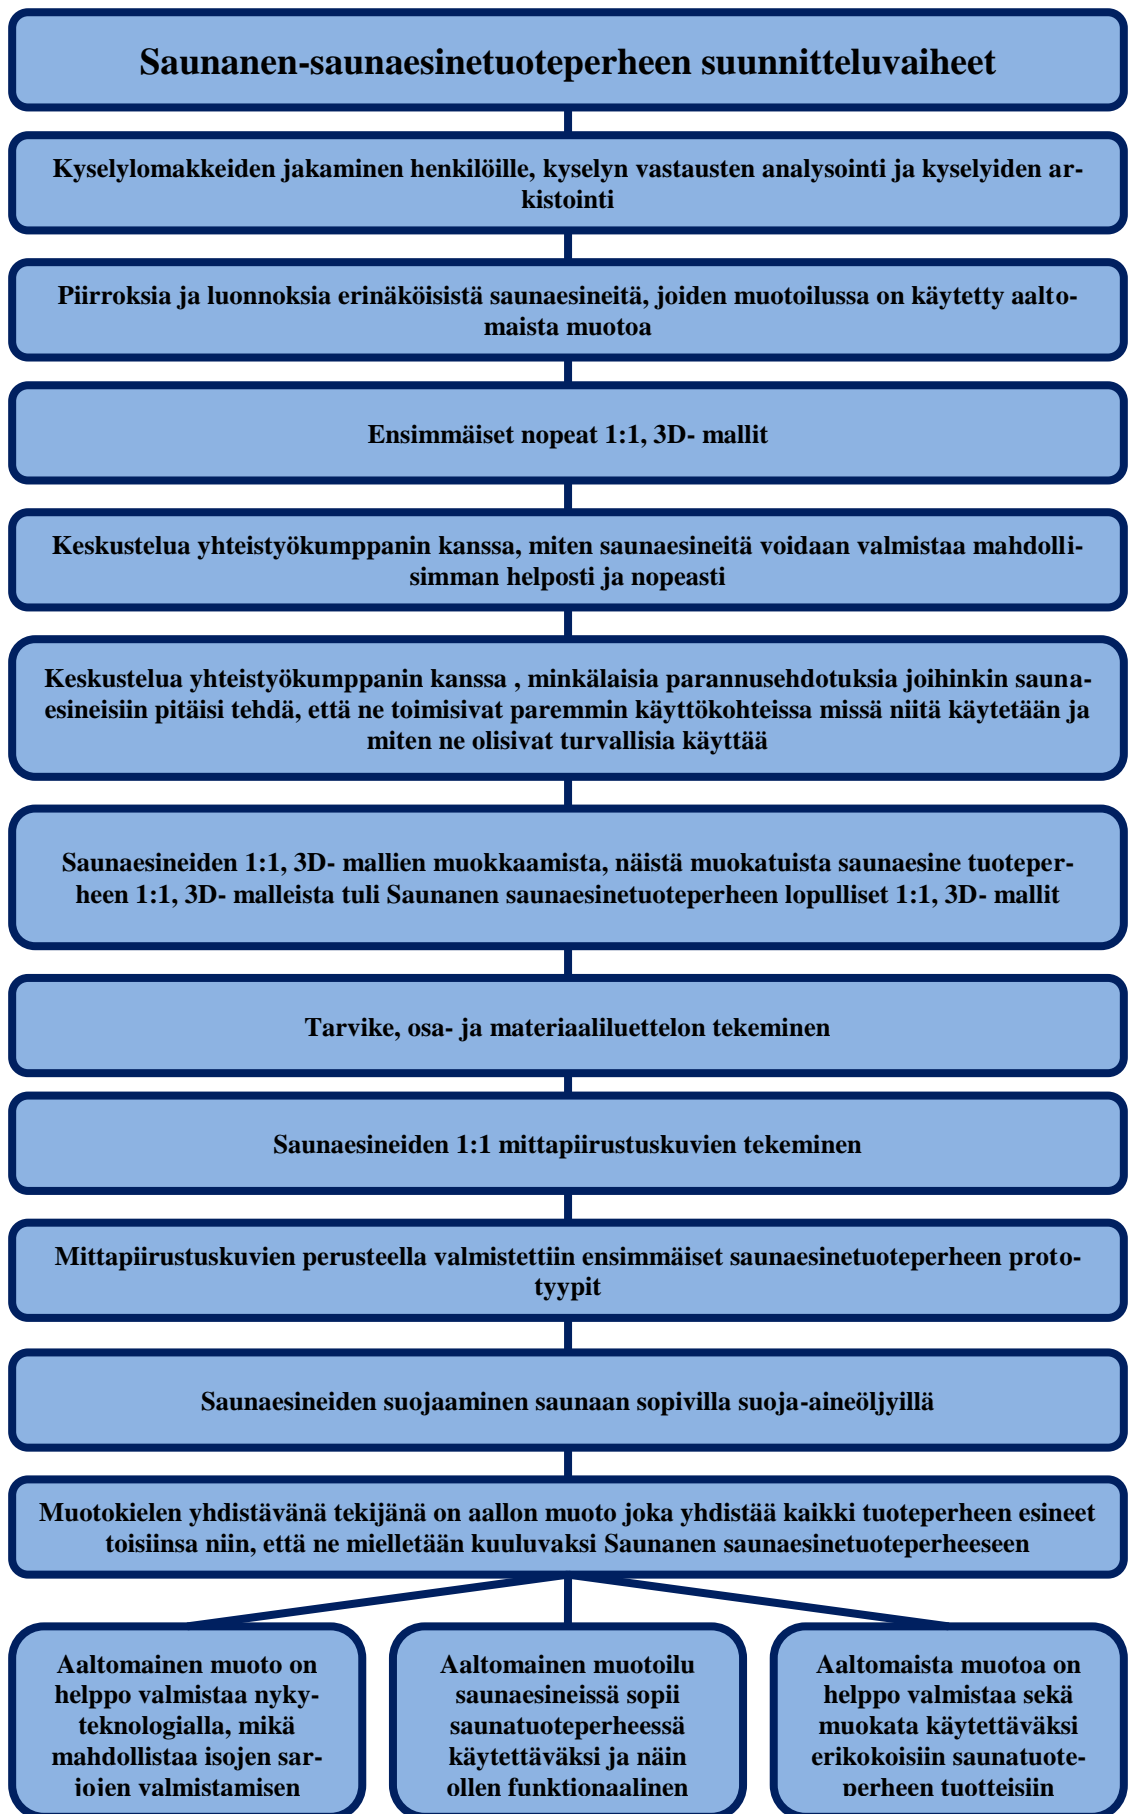 Saunanen-saunaesinetuoteperheen suunnitteluvaiheet
Kyselylomakkeiden jakaminen henkilöille, kyselyn vastausten analysointi ja kyselyiden ar-
kistointi
Piirroksia ja luonnoksia erinäköisistä saunaesineitä, joiden muotoilussa on käytetty aalto-
maista muotoa
Ensimmäiset nopeat 1:1, 3D- mallit
Keskustelua yhteistyökumppanin kanssa, miten saunaesineitä voidaan valmistaa mahdolli-
simman helposti ja nopeasti
Keskustelua yhteistyökumppanin kanssa , minkälaisia parannusehdotuksia joihinkin sauna-
esineisiin pitäisi tehdä, että ne toimisivat paremmin käyttökohteissa missä niitä käytetään ja
miten ne olisivat turvallisia käyttää
Saunaesineiden 1:1, 3D- mallien muokkaamista, näistä muokatuista saunaesine tuoteper-
heen 1:1, 3D- malleista tuli Saunanen saunaesinetuoteperheen lopulliset 1:1, 3D- mallit
Tarvike, osa- ja materiaaliluettelon tekeminen
Saunaesineiden 1:1 mittapiirustuskuvien tekeminen
Mittapiirustuskuvien perusteella valmistettiin ensimmäiset saunaesinetuoteperheen proto-
tyypit
Saunaesineiden suojaaminen saunaan sopivilla suoja-aineöljyillä
Muotokielen yhdistävänä tekijänä on aallon muoto joka yhdistää kaikki tuoteperheen esineet
toisiinsa niin, että ne mielletään kuuluvaksi Saunanen saunaesinetuoteperheeseen
Aaltomainen muoto on
helppo valmistaa nyky-
teknologialla, mikä
mahdollistaa isojen sar-
jojen valmistamisen
Aaltomainen muotoilu
saunaesineissä sopii
saunatuoteperheessä
käytettäväksi ja näin
ollen funktionaalinen
Aaltomaista muotoa on
helppo valmistaa sekä
muokata käytettäväksi
erikokoisiin saunatuote-
perheen tuotteisiin